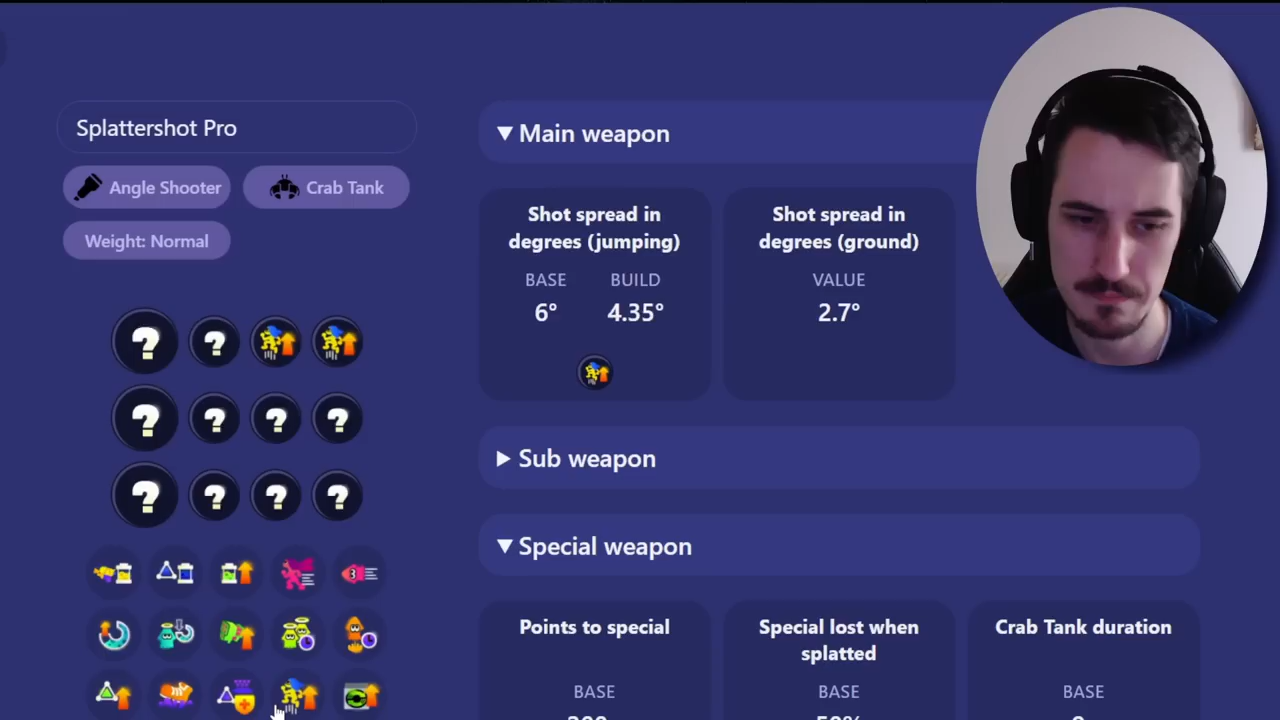 Splattershot Pro
Angle Shooter
Crab Tank
Weight: Normal
? ?
? ? ? ?
? ? ? ?
Main weapon
Shot spread in
degrees (jumping)
BASE BUILD
6° 4.35°
Shot spread in
degrees (ground)
VALUE
2.7°
Sub weapon
Special weapon
Points to special
BASE
Special lost when
splatted
BASE
Crab Tank duration
BASE